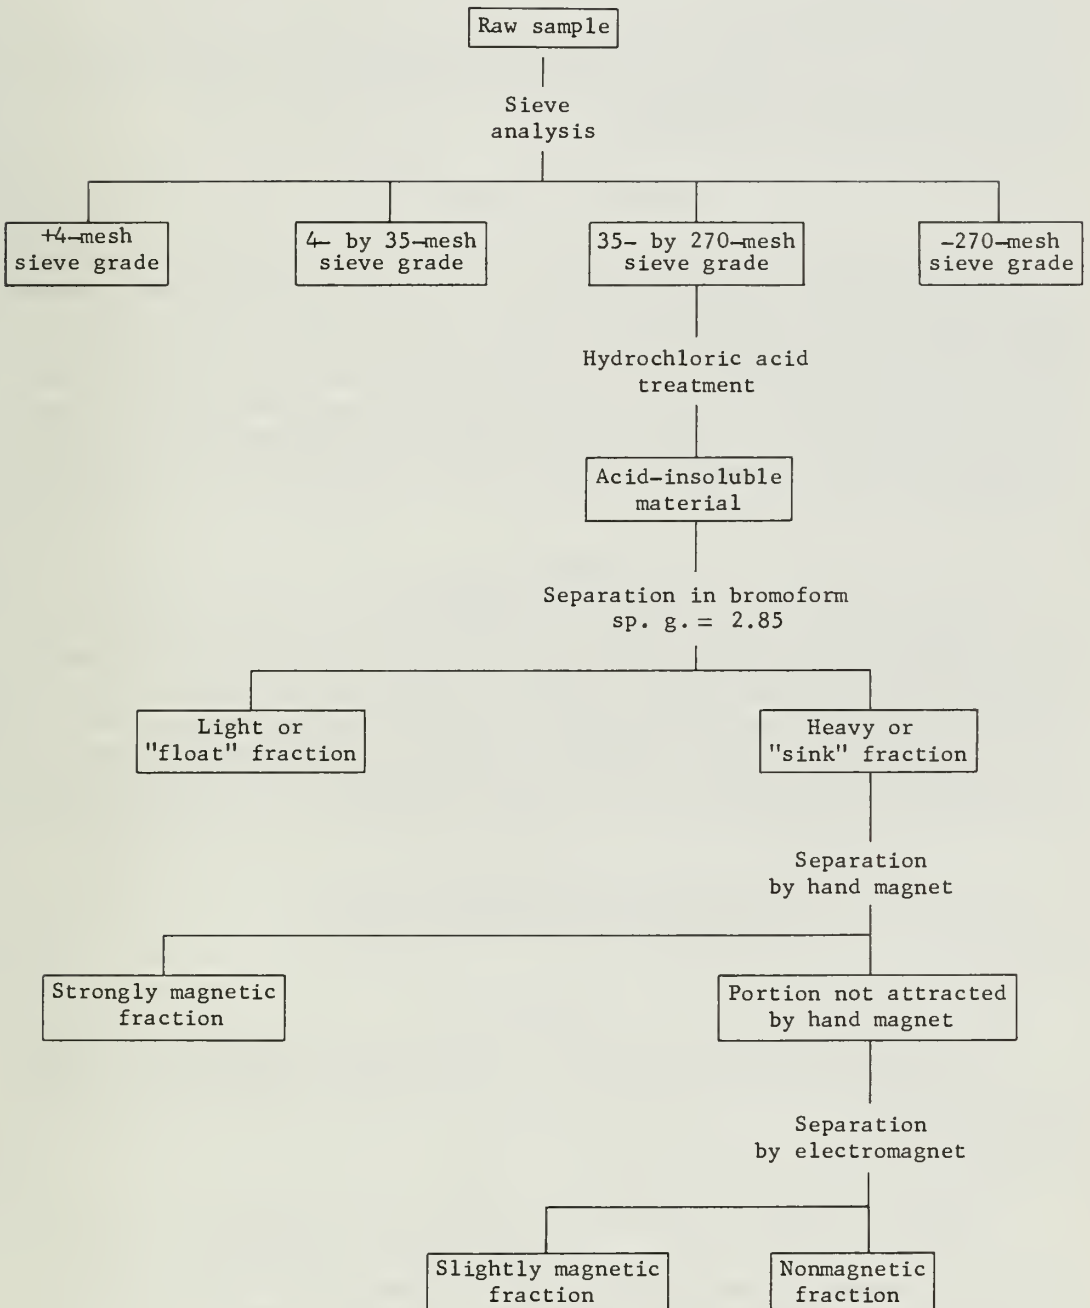 Raw sample
Sieve
analysis
+4-mesh
sieve grade
4- by 35-mesh
sieve grade
35- by 270-mesh
sieve grade
-270-mesh
sieve grade
Hydrochloric acid
treatment
Acid-insoluble
material
Separation in bromoform
sp. g. = 2.85
Light or
"float" fraction
Heavy or
"sink" fraction
Separation
by hand magnet
Strongly magnetic
fraction
Portion not attracted
by hand magnet
Separation
by electromagnet
Slightly magnetic
fraction
Nonmagnetic
fraction